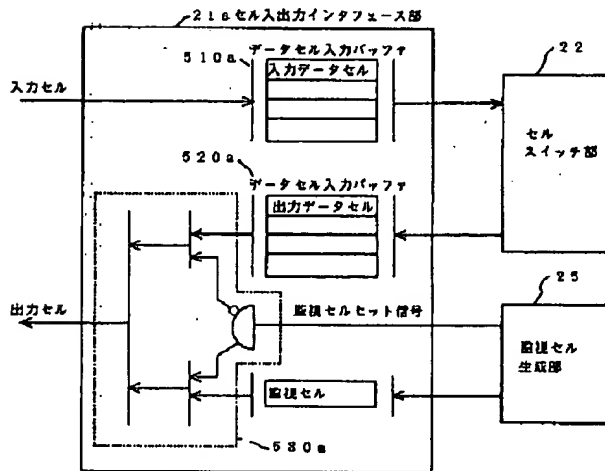 21aセル入出力インタフェース部
510a
データセル入力バッファ
入力データセル
入力セル
22
セル
スイッチ部
520a
データセル入力バッファ
出力データセル
出力セル
監視セルセット信号
25
監視セル
生成部
監視セル
530a